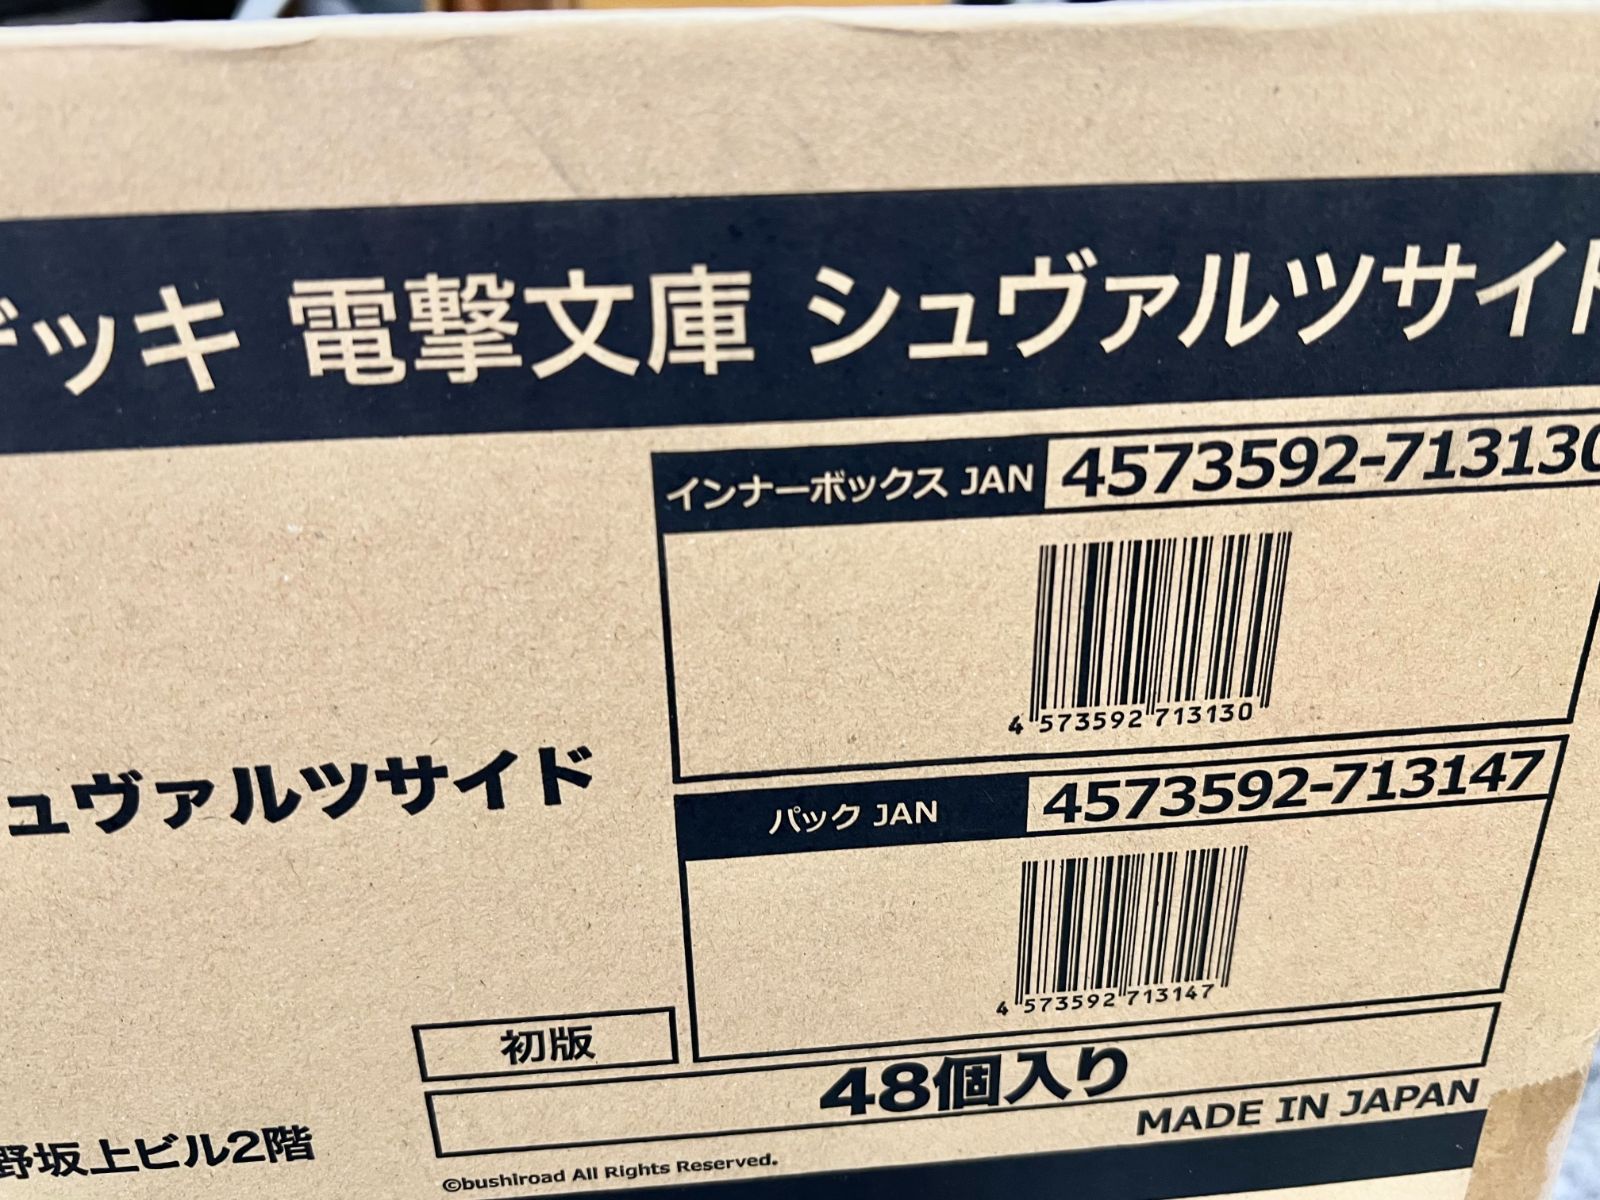 デッキ 電撃文庫 シュヴァルツサイド
インナーボックス JAN 4573592-713130
4 573592 713130
ュヴァルツサイド
パック JAN 4573592-713147
4 573592 713147
初版
48個入り
MADE IN JAPAN
野坂上ビル2階
©bushiroad All Rights Reserved.